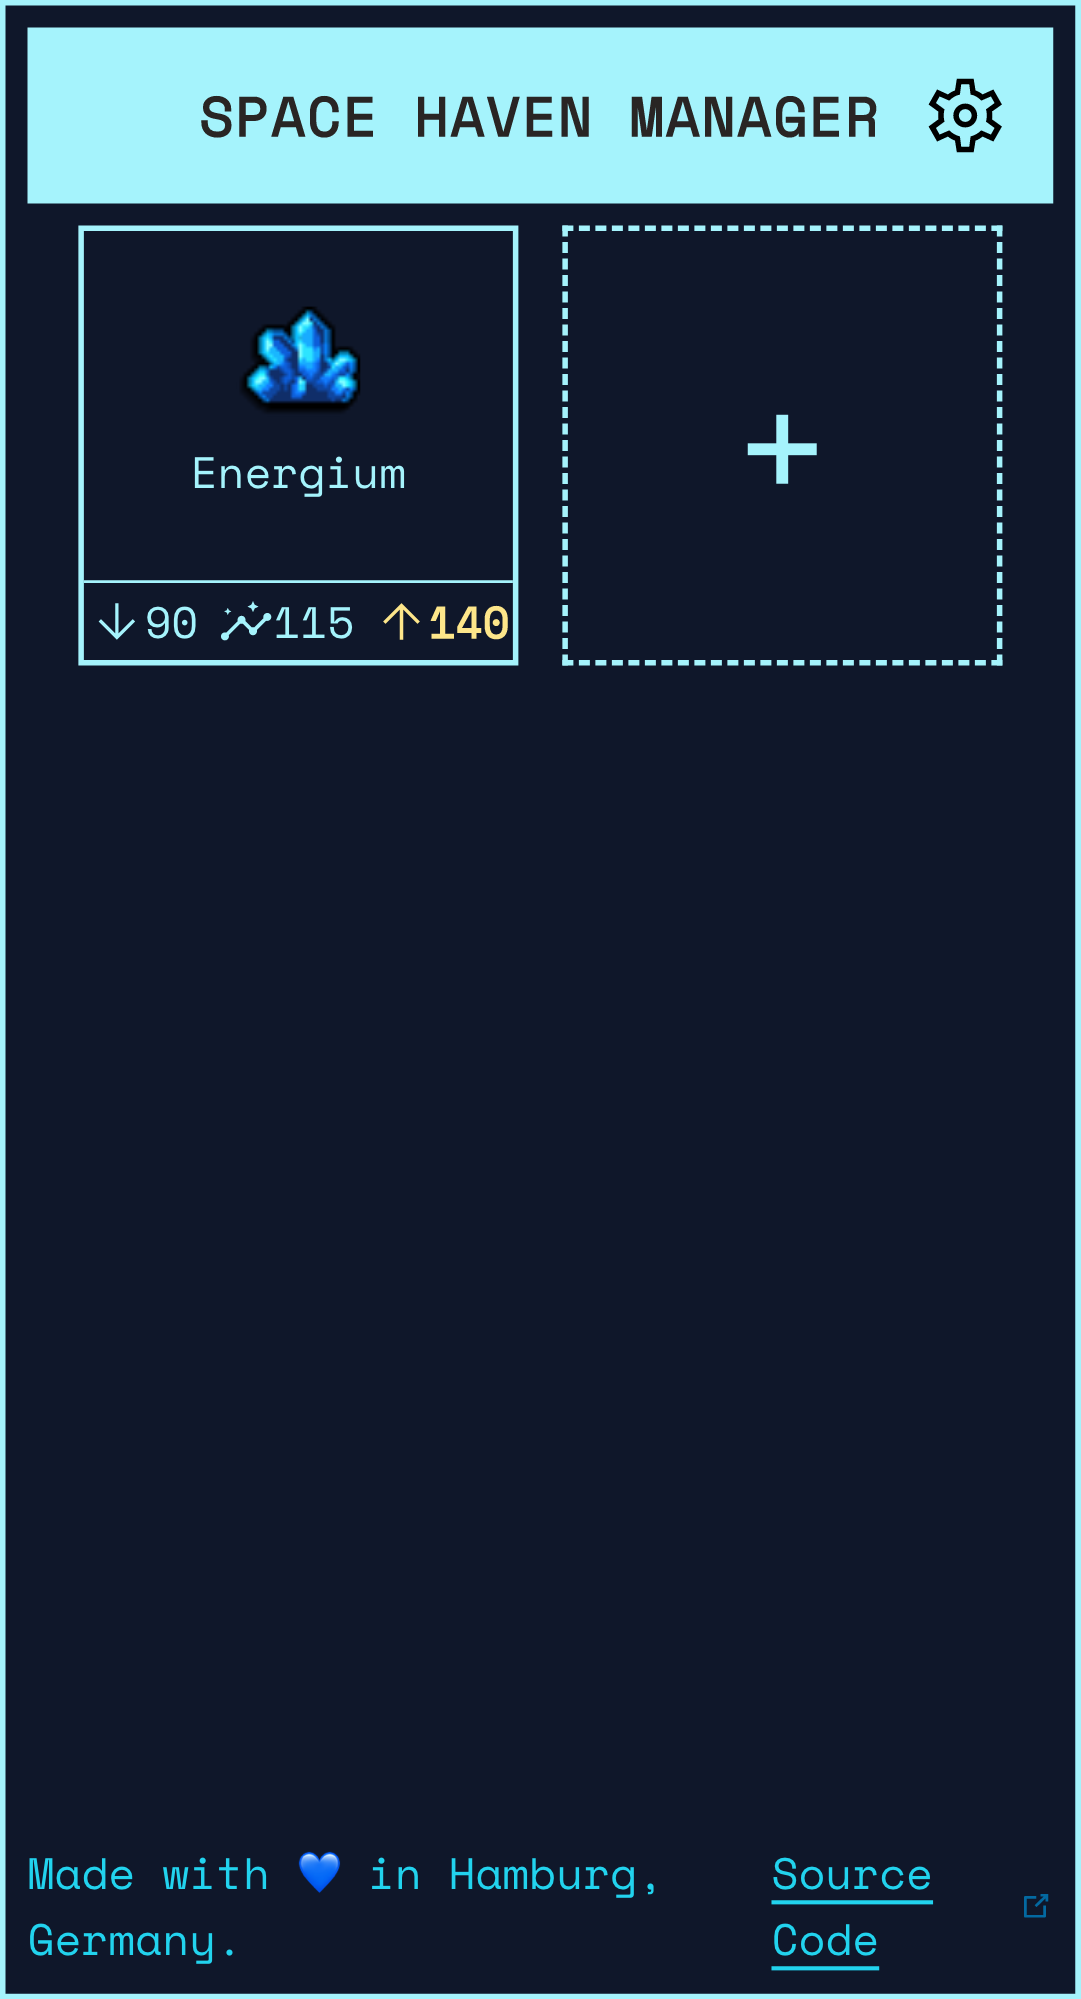 SPACE HAVEN MANAGER
Energium
90 115 140
Made with 💙 in Hamburg,
Germany.
Source
Code